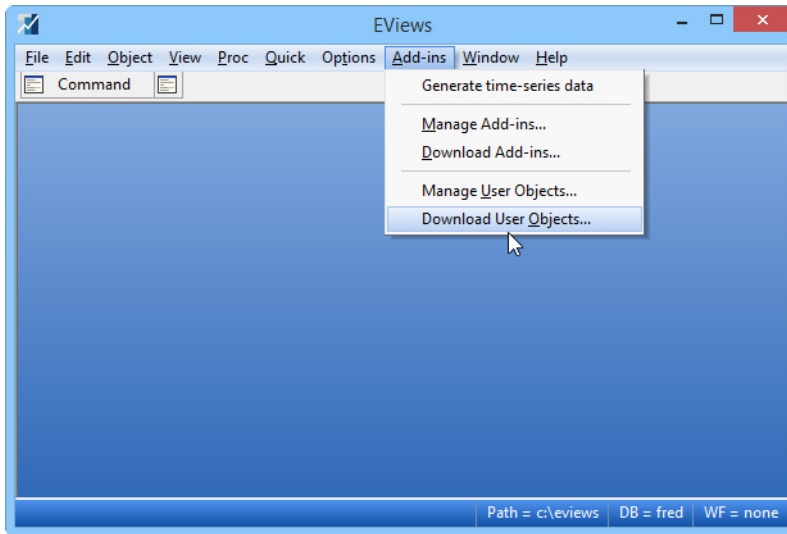 EViews
File Edit Object View Proc Quick Options Add-ins Window Help
Command
Generate time-series data
Manage Add-ins...
Download Add-ins...
Manage User Objects...
Download User Objects...
Path = c:\eviews DB = fred WF = none